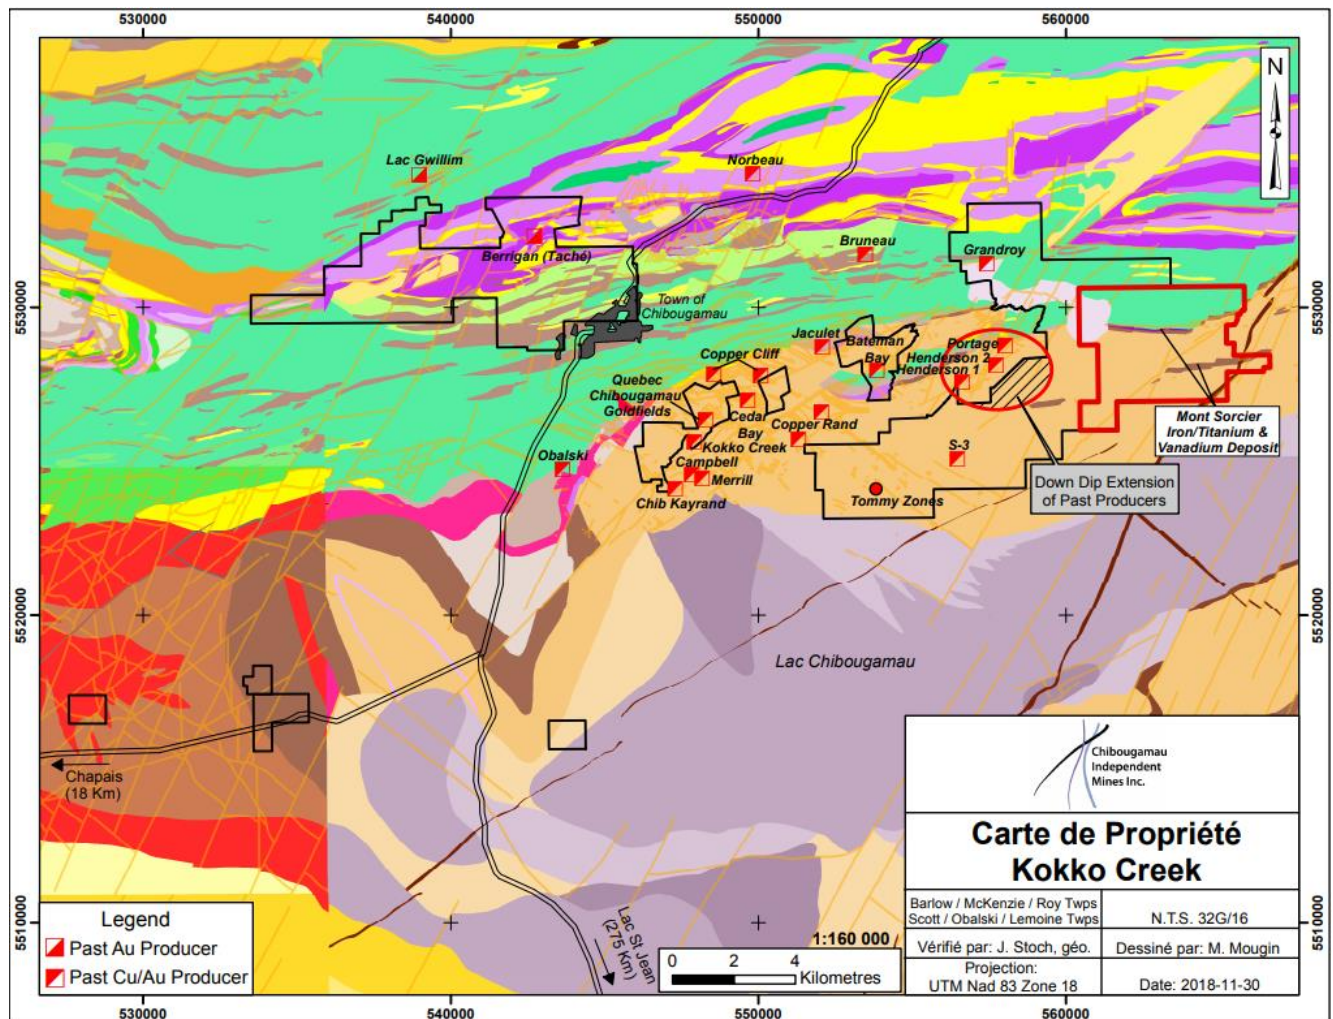 530000
540000
550000
560000
N
Lac Gwillim
Norbeau
Berrigan (Taché)
Bruneau
Grandroy
5530000
5530000
Town of
Chibougamau
Jaculet
Bateman
Bay
Portage
Henderson 2
Henderson 1
Copper Cliff
Quebec
Chibougamau
Goldfields
Cedar
Bay
Copper Rand
Kokko Creek
Mont Sorcier
Iron/Titanium &
Vanadium Deposit
Obalski
Campbell
Merrill
S-3
Chib Kayrand
Tommy Zones
Down Dip Extension
of Past Producers
5520000
5520000
Lac Chibougamau
Chapais
(18 Km)
Chibougamau
Independent
Mines Inc.
Carte de Propriété
Kokko Creek
Barlow / McKenzie / Roy Twps
Scott / Obalski / Lemoine Twps
N.T.S. 32G/16
Vérifié par: J. Stoch, géo.
Dessiné par: M. Mougin
Projection:
UTM Nad 83 Zone 18
Date: 2018-11-30
5510000
5510000
Legend
Past Au Producer
Past Cu/Au Producer
Lac St Jean
(275 Km)
1:160 000
0 2 4
Kilometres
530000
540000
550000
560000